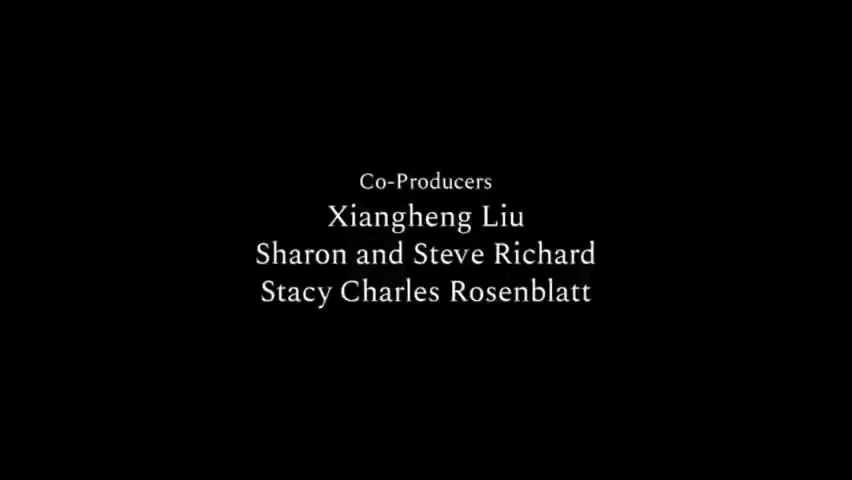 Co-Producers
Xiangheng Liu
Sharon and Steve Richard
Stacy Charles Rosenblatt